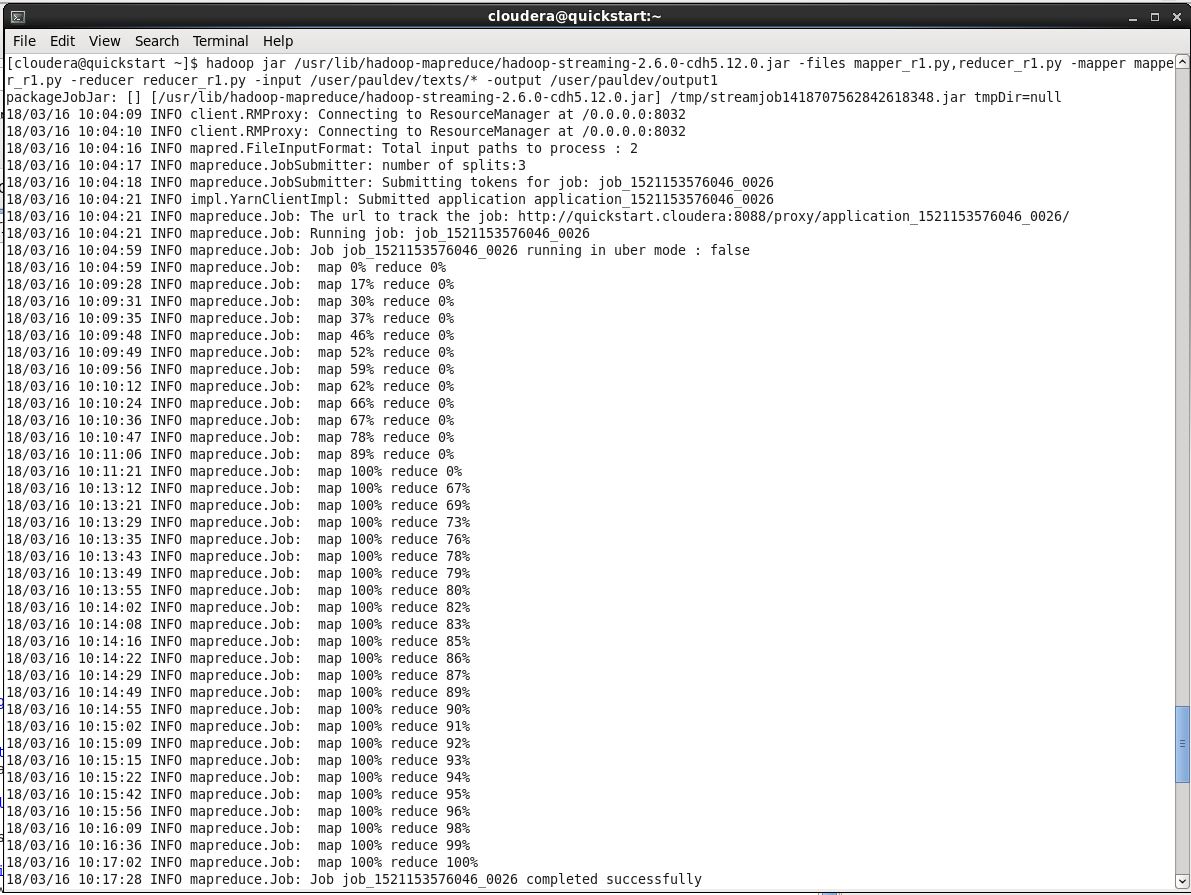 cloudera@quickstart:~
File Edit View Search Terminal Help
[cloudera@quickstart ~]$ hadoop jar /usr/lib/hadoop-mapreduce/hadoop-streaming-2.6.0-cdh5.12.0.jar -files mapper_r1.py,reducer_r1.py -mapper mappe
r_r1.py -reducer reducer_r1.py -input /user/pauldev/texts/* -output /user/pauldev/output1
packageJobJar: [] [/usr/lib/hadoop-mapreduce/hadoop-streaming-2.6.0-cdh5.12.0.jar] /tmp/streamjob1418707562842618348.jar tmpDir=null
18/03/16 10:04:09 INFO client.RMProxy: Connecting to ResourceManager at /0.0.0.0:8032
18/03/16 10:04:10 INFO client.RMProxy: Connecting to ResourceManager at /0.0.0.0:8032
18/03/16 10:04:16 INFO mapred.FileInputFormat: Total input paths to process : 2
18/03/16 10:04:17 INFO mapreduce.JobSubmitter: number of splits:3
18/03/16 10:04:18 INFO mapreduce.JobSubmitter: Submitting tokens for job: job_1521153576046_0026
18/03/16 10:04:21 INFO impl.YarnClientImpl: Submitted application application_1521153576046_0026
18/03/16 10:04:21 INFO mapreduce.Job: The url to track the job: http://quickstart.cloudera:8088/proxy/application_1521153576046_0026/
18/03/16 10:04:21 INFO mapreduce.Job: Running job: job_1521153576046_0026
18/03/16 10:04:59 INFO mapreduce.Job: Job job_1521153576046_0026 running in uber mode : false
18/03/16 10:04:59 INFO mapreduce.Job:  map 0% reduce 0%
18/03/16 10:09:28 INFO mapreduce.Job:  map 17% reduce 0%
18/03/16 10:09:31 INFO mapreduce.Job:  map 30% reduce 0%
18/03/16 10:09:35 INFO mapreduce.Job:  map 37% reduce 0%
18/03/16 10:09:48 INFO mapreduce.Job:  map 46% reduce 0%
18/03/16 10:09:49 INFO mapreduce.Job:  map 52% reduce 0%
18/03/16 10:09:56 INFO mapreduce.Job:  map 59% reduce 0%
18/03/16 10:10:12 INFO mapreduce.Job:  map 62% reduce 0%
18/03/16 10:10:24 INFO mapreduce.Job:  map 66% reduce 0%
18/03/16 10:10:36 INFO mapreduce.Job:  map 67% reduce 0%
18/03/16 10:10:47 INFO mapreduce.Job:  map 78% reduce 0%
18/03/16 10:11:06 INFO mapreduce.Job:  map 89% reduce 0%
18/03/16 10:11:21 INFO mapreduce.Job:  map 100% reduce 0%
18/03/16 10:13:12 INFO mapreduce.Job:  map 100% reduce 67%
18/03/16 10:13:21 INFO mapreduce.Job:  map 100% reduce 69%
18/03/16 10:13:29 INFO mapreduce.Job:  map 100% reduce 73%
18/03/16 10:13:35 INFO mapreduce.Job:  map 100% reduce 76%
18/03/16 10:13:43 INFO mapreduce.Job:  map 100% reduce 78%
18/03/16 10:13:49 INFO mapreduce.Job:  map 100% reduce 79%
18/03/16 10:13:55 INFO mapreduce.Job:  map 100% reduce 80%
18/03/16 10:14:02 INFO mapreduce.Job:  map 100% reduce 82%
18/03/16 10:14:08 INFO mapreduce.Job:  map 100% reduce 83%
18/03/16 10:14:16 INFO mapreduce.Job:  map 100% reduce 85%
18/03/16 10:14:22 INFO mapreduce.Job:  map 100% reduce 86%
18/03/16 10:14:29 INFO mapreduce.Job:  map 100% reduce 87%
18/03/16 10:14:49 INFO mapreduce.Job:  map 100% reduce 89%
18/03/16 10:14:55 INFO mapreduce.Job:  map 100% reduce 90%
18/03/16 10:15:02 INFO mapreduce.Job:  map 100% reduce 91%
18/03/16 10:15:09 INFO mapreduce.Job:  map 100% reduce 92%
18/03/16 10:15:15 INFO mapreduce.Job:  map 100% reduce 93%
18/03/16 10:15:22 INFO mapreduce.Job:  map 100% reduce 94%
18/03/16 10:15:42 INFO mapreduce.Job:  map 100% reduce 95%
18/03/16 10:15:56 INFO mapreduce.Job:  map 100% reduce 96%
18/03/16 10:16:09 INFO mapreduce.Job:  map 100% reduce 98%
18/03/16 10:16:36 INFO mapreduce.Job:  map 100% reduce 99%
18/03/16 10:17:02 INFO mapreduce.Job:  map 100% reduce 100%
18/03/16 10:17:28 INFO mapreduce.Job: Job job_1521153576046_0026 completed successfully